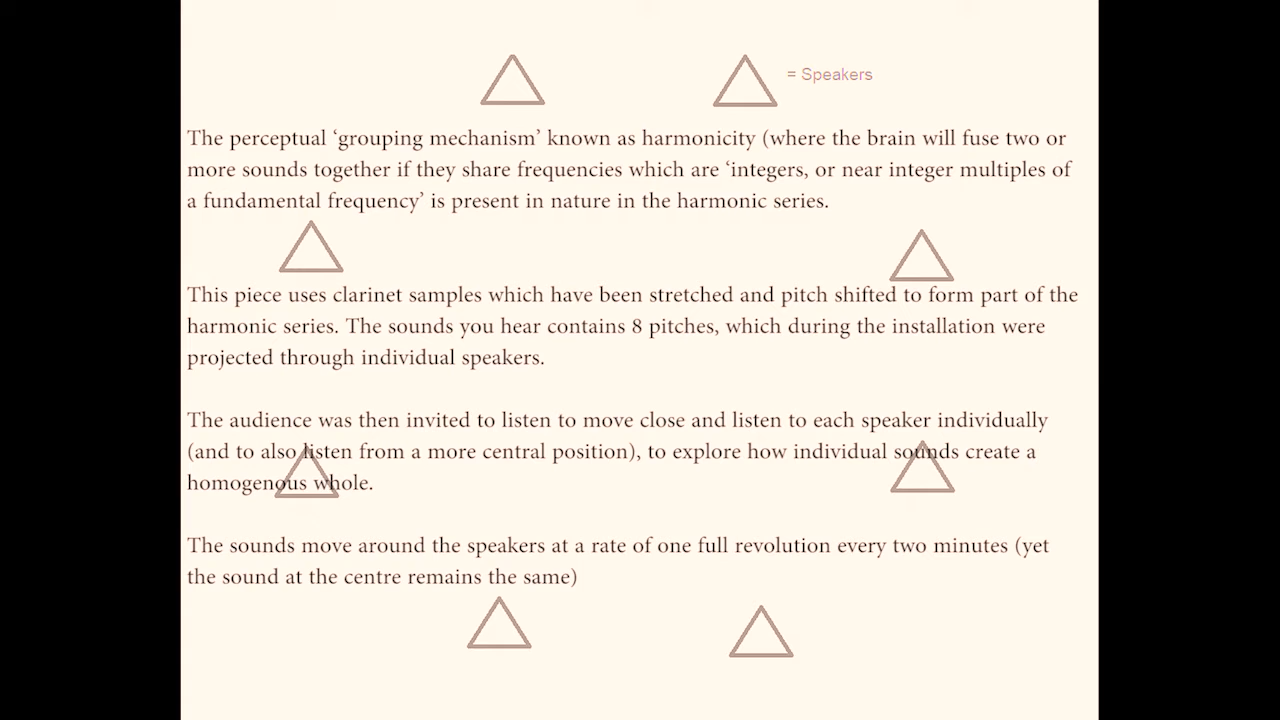 = Speakers
The perceptual ‘grouping mechanism’ known as harmonicity (where the brain will fuse two or
more sounds together if they share frequencies which are ‘integers, or near integer multiples of
a fundamental frequency’ is present in nature in the harmonic series.
This piece uses clarinet samples which have been stretched and pitch shifted to form part of the
harmonic series. The sounds you hear contains 8 pitches, which during the installation were
projected through individual speakers.
The audience was then invited to listen to move close and listen to each speaker individually
(and to also listen from a more central position), to explore how individual sounds create a
homogenous whole.
The sounds move around the speakers at a rate of one full revolution every two minutes (yet
the sound at the centre remains the same)